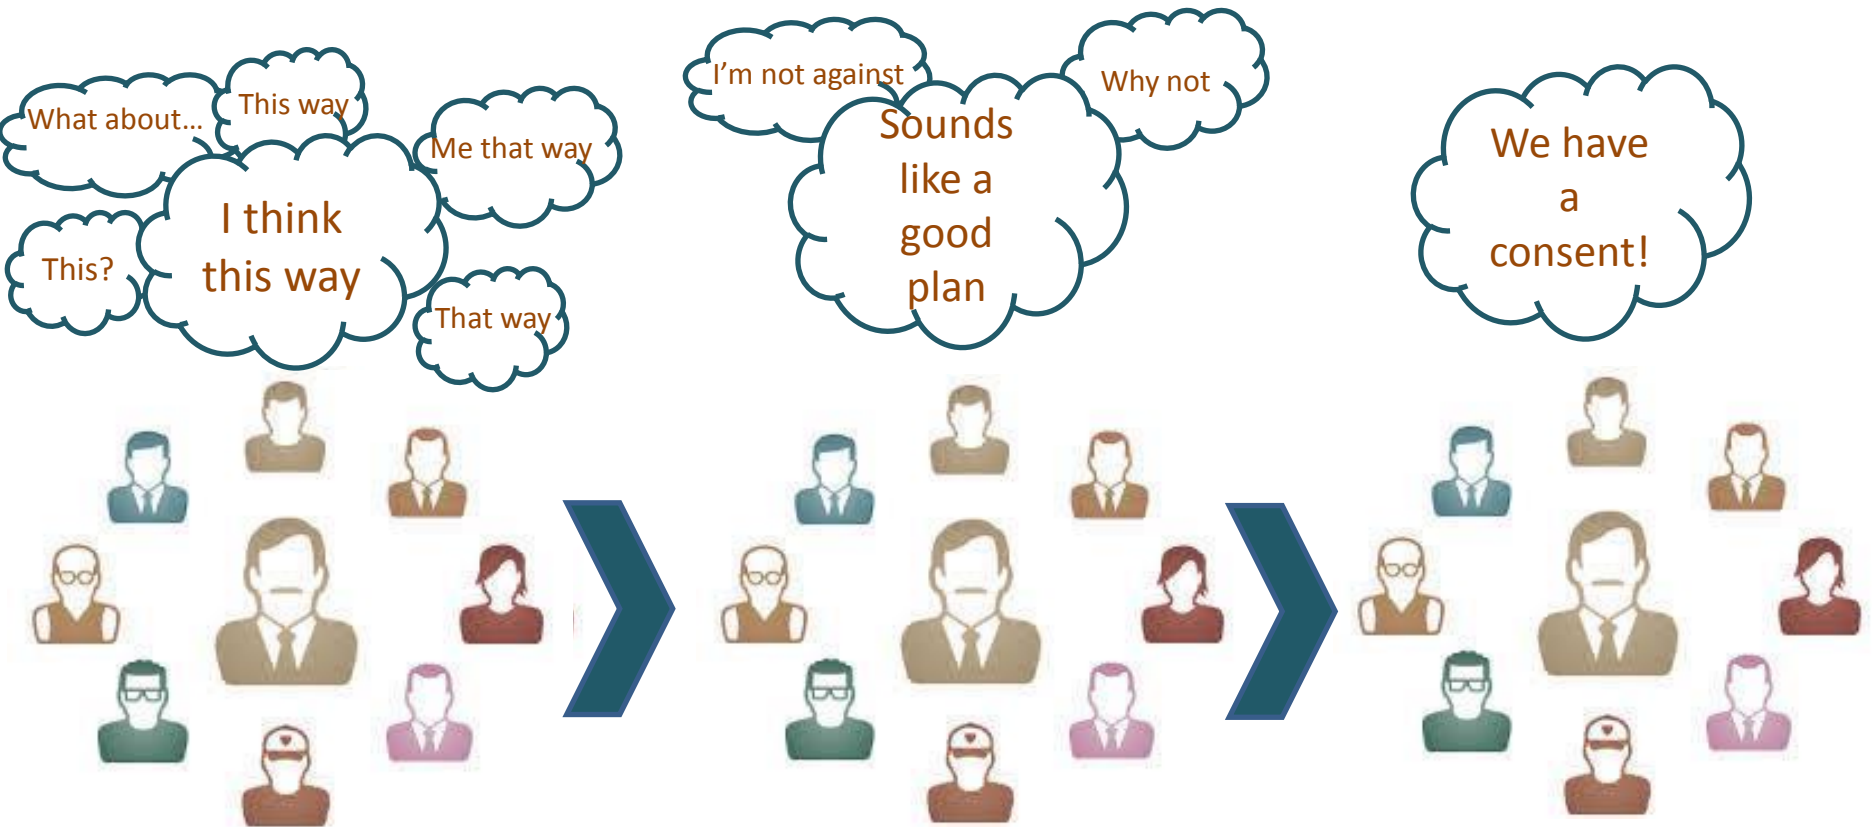 What about…
This way
Me that way
I think
this way
This?
That way
I'm not against
Why not
Sounds
like a
good
plan
We have
a
consent!